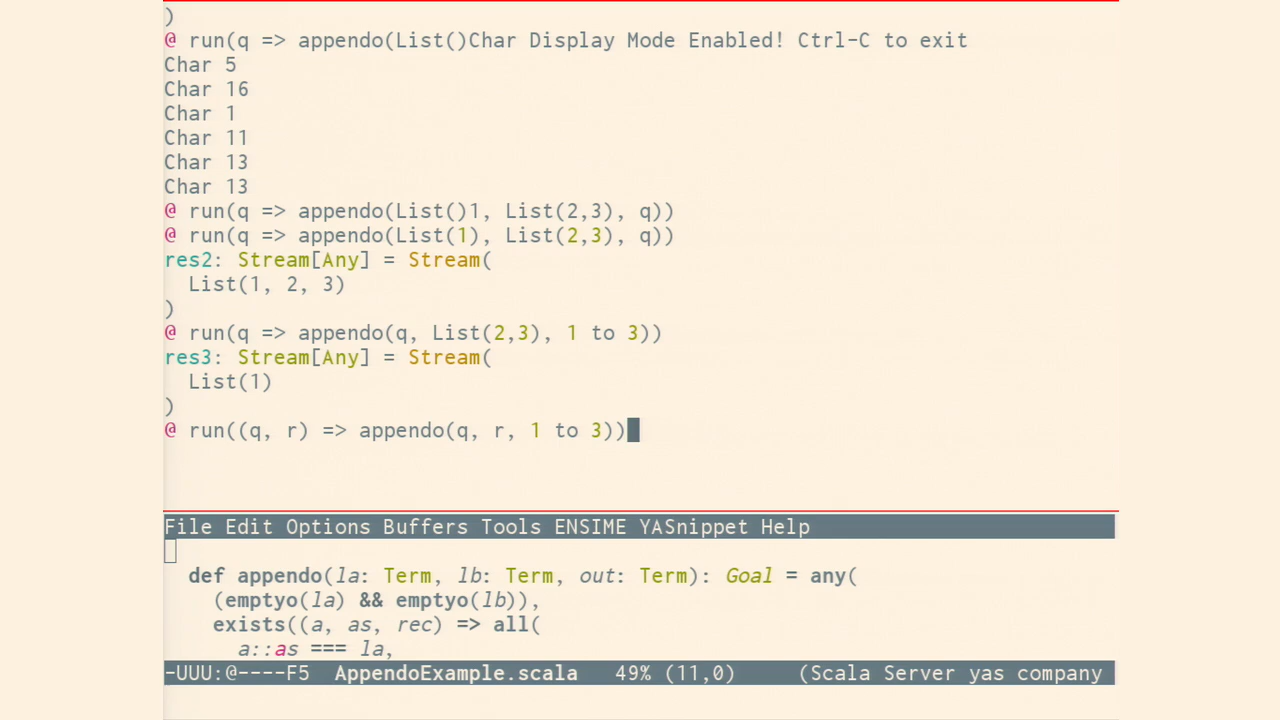 )
@ run(q => appendo(List()Char Display Mode Enabled! Ctrl-C to exit
Char 5
Char 16
Char 1
Char 11
Char 13
Char 13
@ run(q => appendo(List()1, List(2,3), q))
@ run(q => appendo(List(1), List(2,3), q))
res2: Stream[Any] = Stream(
  List(1, 2, 3)
)
@ run(q => appendo(q, List(2,3), 1 to 3))
res3: Stream[Any] = Stream(
  List(1)
)
@ run((q, r) => appendo(q, r, 1 to 3))
File Edit Options Buffers Tools ENSIME YASnippet Help
  def appendo(la: Term, lb: Term, out: Term): Goal = any(
    (emptyo(la) && emptyo(lb)),
    exists((a, as, rec) => all(
      a::as === la,
-UUU:@----F5  AppendoExample.scala   49% (11,0)     (Scala Server yas company